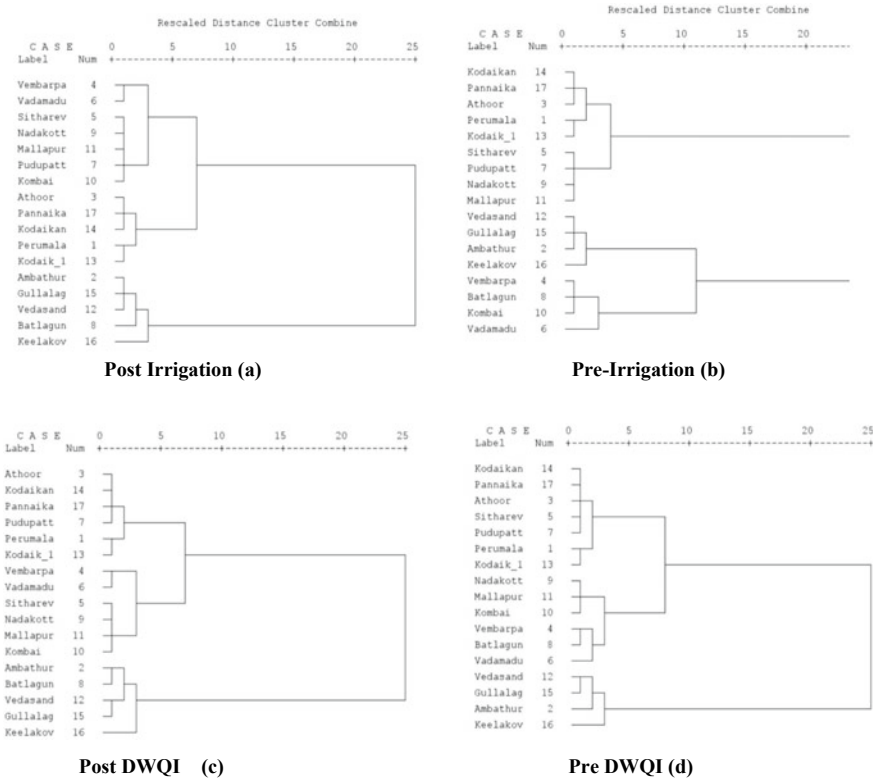 Rescaled Distance Cluster Combine
C A S E 0 5 10 15 20 25
Label Num
Vembarpa 4
Vadamadu 6
Sitharev 5
Nadakott 9
Mallapur 11
Pudupatt 7
Kombai 10
Athoor 3
Pannaika 17
Kodaikan 14
Perumala 1
Kodaik_1 13
Ambathur 2
Gullalag 15
Vedasand 12
Batlagun 8
Keelakov 16
Post Irrigation (a)
Rescaled Distance Cluster Combine
C A S E 0 5 10 15 20
Label Num
Kodaikan 14
Pannaika 17
Athoor 3
Perumala 1
Kodaik_1 13
Sitharev 5
Pudupatt 7
Nadakott 9
Mallapur 11
Vedasand 12
Gullalag 15
Ambathur 2
Keelakov 16
Vembarpa 4
Batlagun 8
Kombai 10
Vadamadu 6
Pre-Irrigation (b)
C A S E 0 5 10 15 20 25
Label Num
Athoor 3
Kodaikan 14
Pannaika 17
Pudupatt 7
Perumala 1
Kodaik_1 13
Vembarpa 4
Vadamadu 6
Sitharev 5
Nadakott 9
Mallapur 11
Kombai 10
Ambathur 2
Batlagun 8
Vedasand 12
Gullalag 15
Keelakov 16
Post DWQI (c)
C A S E 0 5 10 15 20 25
Label Num
Kodaikan 14
Pannaika 17
Athoor 3
Sitharev 5
Pudupatt 7
Perumala 1
Kodaik_1 13
Nadakott 9
Mallapur 11
Kombai 10
Vembarpa 4
Batlagun 8
Vadamadu 6
Vedasand 12
Gullalag 15
Ambathur 2
Keelakov 16
Pre DWQI (d)